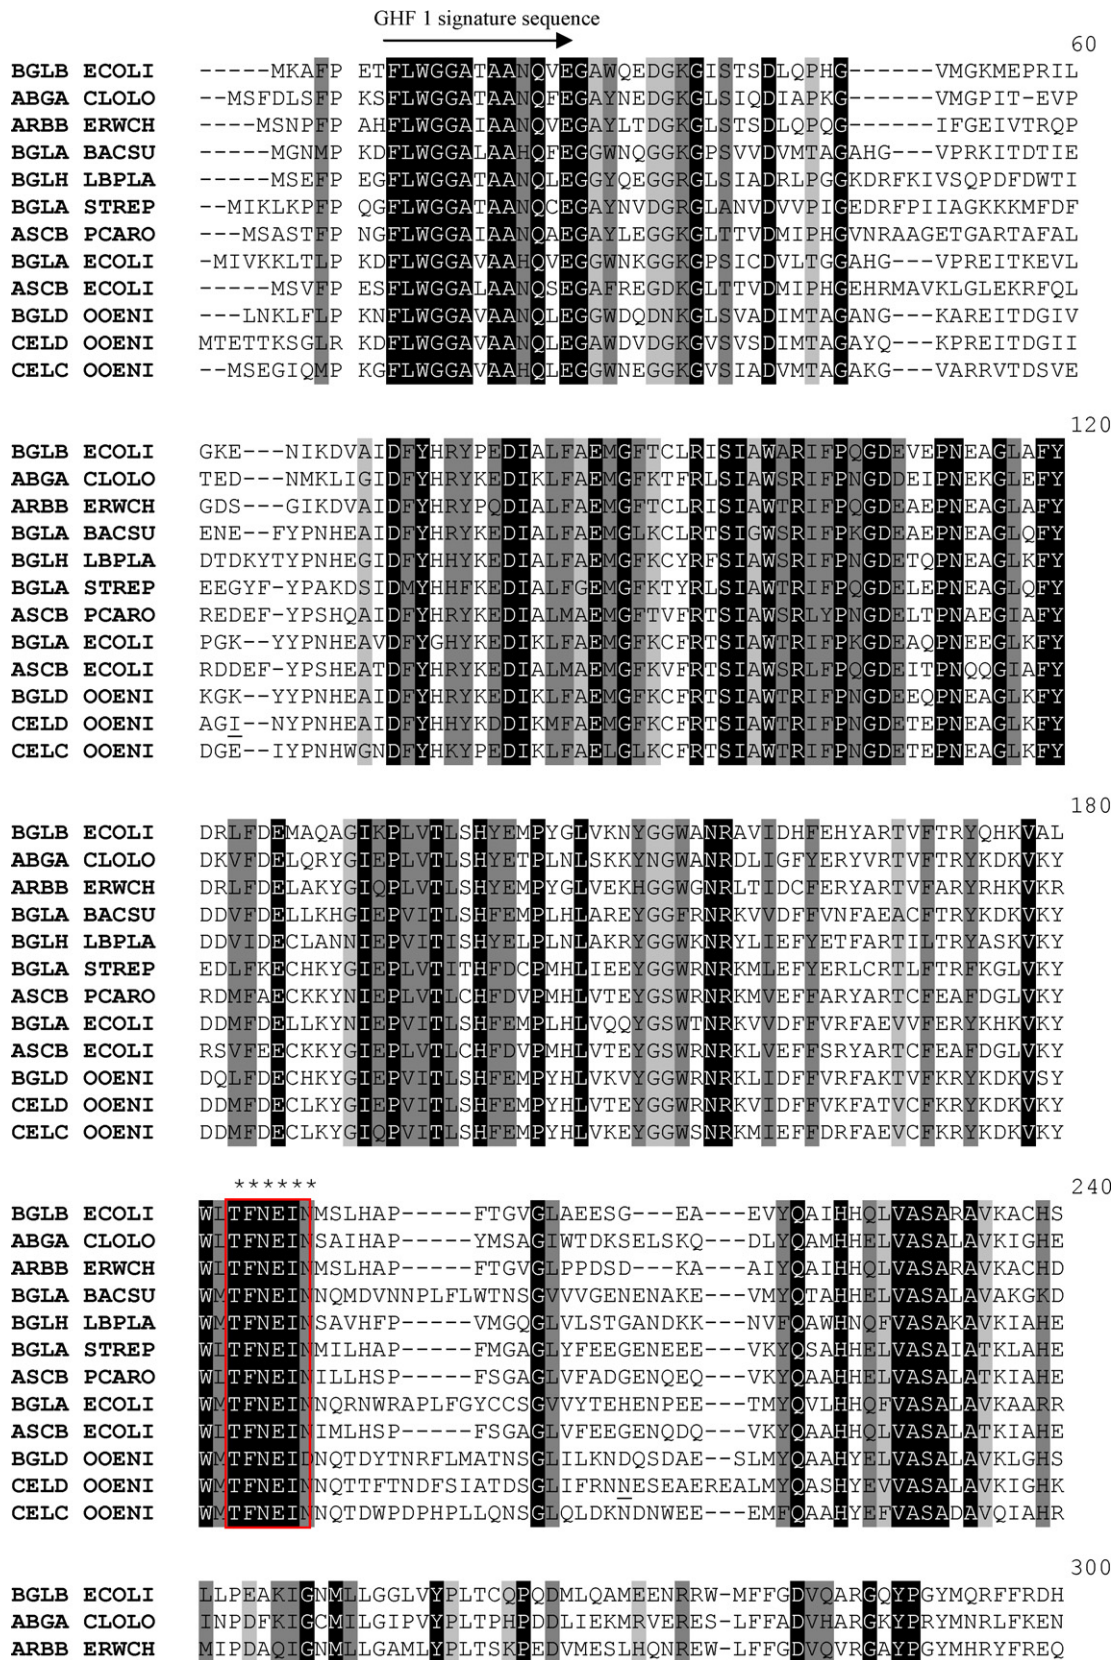 GHF 1 signature sequence
60
BGLB ECOLI -----MKAFP ETFLWGGATAANQVEGAWQEDGKGISTSDLQPHG------VMGKMEPRIL
ABGA CLOLO --MSFDLSFP KSFLWGGATAANQFEGAYNEDGKGLSIQDIAPKG------VMGPIT-EVP
ARBB ERWCH ----MSNPFP AHFLWGGAIAANQVEGAYLTDGKGLSTSDLQPQG------IFGEIVTRQP
BGLA BACSU -----MGNMP KDFLWGGALAAHQFEGGWNQGGKGPSVVDVMTAGAHG---VPRKITDTIE
BGLH LBPLA -----MSEFP EGFLWGGATAANQLEGGYQEGGRGLSIADRLPGGKDRFKIVSQPDFDWTI
BGLA STREP --MIKLKPFP QGFLWGGATAANQCEGAYNVDGRGLANVDVVPIGEDRFPIIAGKKKMFDF
ASCB PCARO ---MSASTFP NGFLWGGAIAANQAEGAYLEGGKGLTTVDMIPHGVNRAAGETGARTAFAL
BGLA ECOLI -MIVKKLTLP KDFLWGGAVAAHQVEGGWNKGGKGPSICDVLTGGAHG---VPREITKEVL
ASCB ECOLI ----MSVFP ESFLWGGALAANQSEGAFREGDKGLTTVDMIPHGEHRMAVKLGLEKRFQL
BGLD OOENI ---LNKLFLP KNFLWGGAVAANQLEGGWDQDNKGLSVADIMTAGANG---KAREITDGIV
CELD OOENI MTETTKSGLR KDFLWGGAVAANQLEGAWDVDGKGVSVSDIMTAGAYQ---KPREITDGII
CELC OOENI --MSEGIQMP KGFLWGGAVAAHQLEGGWNEGGKGVSIADVMTAGAKG---VARRVTDSVE
120
BGLB ECOLI GKE---NIKDVAIDFYHRYPEDIALFAEMGFTCLRISIAWARIFPQGDEVEPNEAGLAFY
ABGA CLOLO TED---NMKLIGIDFYHRYKEDIKLFAEMGFKTFRLSIAWSRIFPNGDDEIPNEKGLEFY
ARBB ERWCH GDS---GIKDVAIDFYHRYPQDIALFAEMGFTCLRISIAWTRIFPQGDEAEPNEAGLAFY
BGLA BACSU ENE--FYPNHEAIDFYHRYKEDIALFAEMGLKCLRTSIGWSRIFPKGDEAEPNEAGLQFY
BGLH LBPLA DTDKYTYPNHEGIDFYHRYKEDIALFAEMGFKCYRLSIAWTRIFPNGDETQPNEAGLKFY
BGLA STREP EEGYF-YPAKDSIDMYHHFKEDIALFGEMGFKTYRLSIAWTRIFPQGDELEPNEAGLQFY
ASCB PCARO REDEF-YPSHQAIDFYHRYKEDIALMAEMGFTVFRTSIAWSRLYPNGDELTPNAEGIAFY
BGLA ECOLI PGK--YYPNHEAVDFYGHYKEDIKLFAEMGFKCFRTSIAWTRIFPKGDEAQPNEEGLKFY
ASCB ECOLI RDDEF-YPSHEATDFYHRYKEDIALMAEMGFKVFRTSIAWSRLFPQGDEITPNQQGIAFY
BGLD OOENI KGK--YYPNHEAIDFYHRYKEDIKLFAEMGFKCFRTSIAWTRIFPNGDEEQPNEAGLKFY
CELD OOENI AGI--NYPNHEAIDFYHHYKDDIKMFAEMGFKCFRTSIAWTRIFPNGDETEPNEAGLKFY
CELC OOENI DGE--IYPNHWGNDFYHKYPEDIKLFAELGLKCFRTSIAWTRIFPNGDETEPNEAGLKFY
180
BGLB ECOLI DRLFDEMAQAGIKPLVTLSHYEMPYGLVKNYGGWANRAVIDHFEHYARTVFTRYQHKVAL
ABGA CLOLO DKVFDELQRYGIEPLVTLSHYETPLNLSKKYNGWANRDLIGFYERYVRTVFTRYKDKVKY
ARBB ERWCH DRLFDELAKYGIQPLVTLSHYEMPYGLVEKHGGWGNRLTIDCFERYARTVFARYRHKVKR
BGLA BACSU DDVFDELLKHGIEPVITLSHFEMPLHLAREYGGFRNRKVVDFFVNFAEACFTRYKDKVKY
BGLH LBPLA DDVIDECLANNIEPVITISHYELPLNLAKRYGGWKNRYLIEFYETFARTILTRYASKVKY
BGLA STREP EDLFKECHKYGIEPLVTITHFDCPMHLIEEYGGWRNRKMLEFYERLCRTLFTRFKGLVKY
ASCB PCARO RDMFAECKKYNIEPLVTLCHFDVPMHLVTEYGSWRNRKMVEFFARYARTCFEAFDGLVKY
BGLA ECOLI DDMFDELLKYNIEPVITLSHFEMPLHLVQQYGSWTNRKVVDFFVRFAEVVFERYKHKVKY
ASCB ECOLI RSVFEECKKYGIEPLVTLCHFDVPMHLVTEYGSWRNRKLVEFFSRYARTCFEAFDGLVKY
BGLD OOENI DQLFDECHKYGIEPVITLSHFEMPYHLVKVYGGWRNRKLIDFFVRFAKTVFKRYKDKVSY
CELD OOENI DDMFDECLKYGIEPVITLSHFEMPYHLVTEYGGWRNRKVIDFFVKFATVCFKRYKDKVKY
CELC OOENI DDMFDECLKYGIQPVITLSHFEMPYHLVKEYGGWSNRKMIEFFDRFAEVCFKRYKDKVKY
******
240
BGLB ECOLI WLTFNEINMSLHAP-----FTGVGLAEESG---EA---EVYQAIHHQLVASARAVKACHS
ABGA CLOLO WLTFNEINSAIHAP-----YMSAGIWTDKSELSKQ---DLYQAMHHELVASALAVKIGHE
ARBB ERWCH WLTFNEINMSLHAP-----FTGVGLPPDSD---KA---AIYQAIHHQLVASARAVKACHD
BGLA BACSU WMTFNEINNQMDVNNPLFLWTNSGVVVGENENAKE---VMYQTAHHELVASALAVAKGKD
BGLH LBPLA WMTFNEINSAVHFP-----VMGQGLVLSTGANDKK---NVFQAWHNQFVASAKAVKIAHE
BGLA STREP WLTFNEINMILHAP-----FMGAGLYFEEGENEEE---VKYQSAHHELVASAIATKLAHE
ASCB PCARO WLTFNEINILLHSP-----FSGAGLVFADGENQEQ---VKYQAAHHELVASALATKIAHE
BGLA ECOLI WMTFNEINNQRNWRAPLFGYCCSGVVYTEHENPEE---TMYQVLHHQFVASALAVKAARR
ASCB ECOLI WLTFNEINIMLHSP-----FSGAGLVFEEGENQDQ---VKYQAAHHQLVASALVTKIAHE
BGLD OOENI WMTFNEIDNQTDYTNRFLMATNSGLILKNDQSDAE---SLMYQAAHYELVASALAVKLGHS
CELD OOENI WMTFNEINNQTTFTNDFSIATDSGLIFRNNESEAEREALMYQASHYEVVASALAVKIGHK
CELC OOENI WMTFNEINNQTDWPDPHPLLQNSGLQLDKNDNWEE---EMFQAAHYEFVASADAVQIAHR
300
BGLB ECOLI LLPEAKIGNMLLGGLVYPLTCQPQDMLQAMEENRRW-MFFGDVQARGQYPGYMQRFFRDH
ABGA CLOLO INPDFKIGCMILGIPVYPLTPHPDDLIEKMRVERES-LFFADVHARGKYPRYMNRLFKEN
ARBB ERWCH MIPDAQIGNMLLGAMLYPLTSKPEDVMESLHQNREW-LFFGDVQVRGAYPGYMHRYFREQ